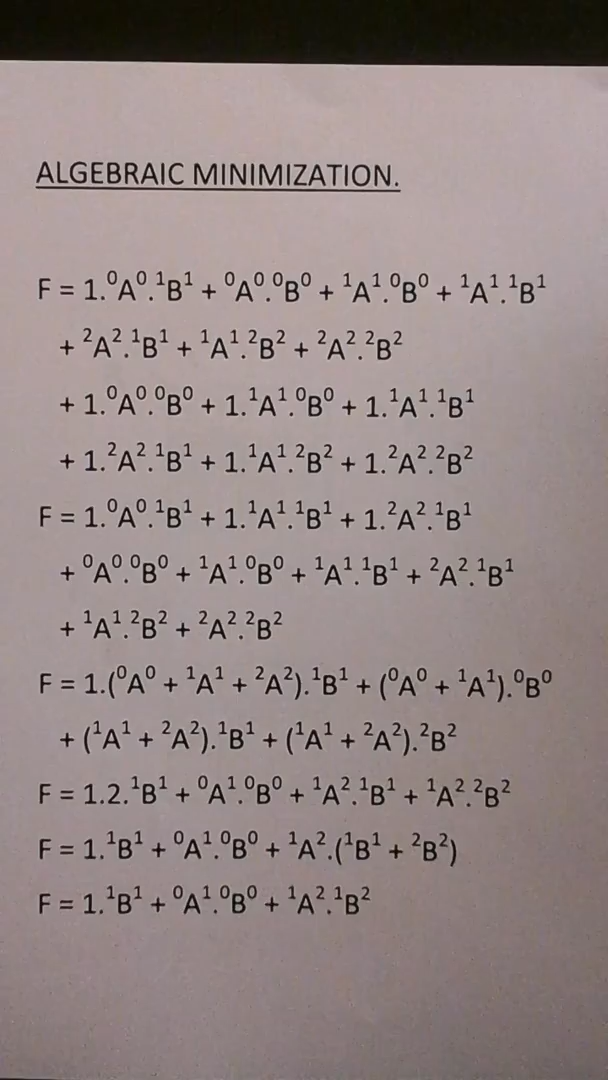 ALGEBRAIC MINIMIZATION.
F = 1.⁰A⁰.¹B¹ + ⁰A⁰.⁰B⁰ + ¹A¹.⁰B⁰ + ¹A¹.¹B¹
+ ²A².¹B¹ + ¹A¹.²B² + ²A².²B²
+ 1.⁰A⁰.⁰B⁰ + 1.¹A¹.⁰B⁰ + 1.¹A¹.¹B¹
+ 1.²A².¹B¹ + 1.¹A¹.²B² + 1.²A².²B²
F = 1.⁰A⁰.¹B¹ + 1.¹A¹.¹B¹ + 1.²A².¹B¹
+ ⁰A⁰.⁰B⁰ + ¹A¹.⁰B⁰ + ¹A¹.¹B¹ + ²A².¹B¹
+ ¹A¹.²B² + ²A².²B²
F = 1.(⁰A⁰ + ¹A¹ + ²A²).¹B¹ + (⁰A⁰ + ¹A¹).⁰B⁰
+ (¹A¹ + ²A²).¹B¹ + (¹A¹ + ²A²).²B²
F = 1.2.¹B¹ + ⁰A¹.⁰B⁰ + ¹A².¹B¹ + ¹A².²B²
F = 1.¹B¹ + ⁰A¹.⁰B⁰ + ¹A².(¹B¹ + ²B²)
F = 1.¹B¹ + ⁰A¹.⁰B⁰ + ¹A².¹B²